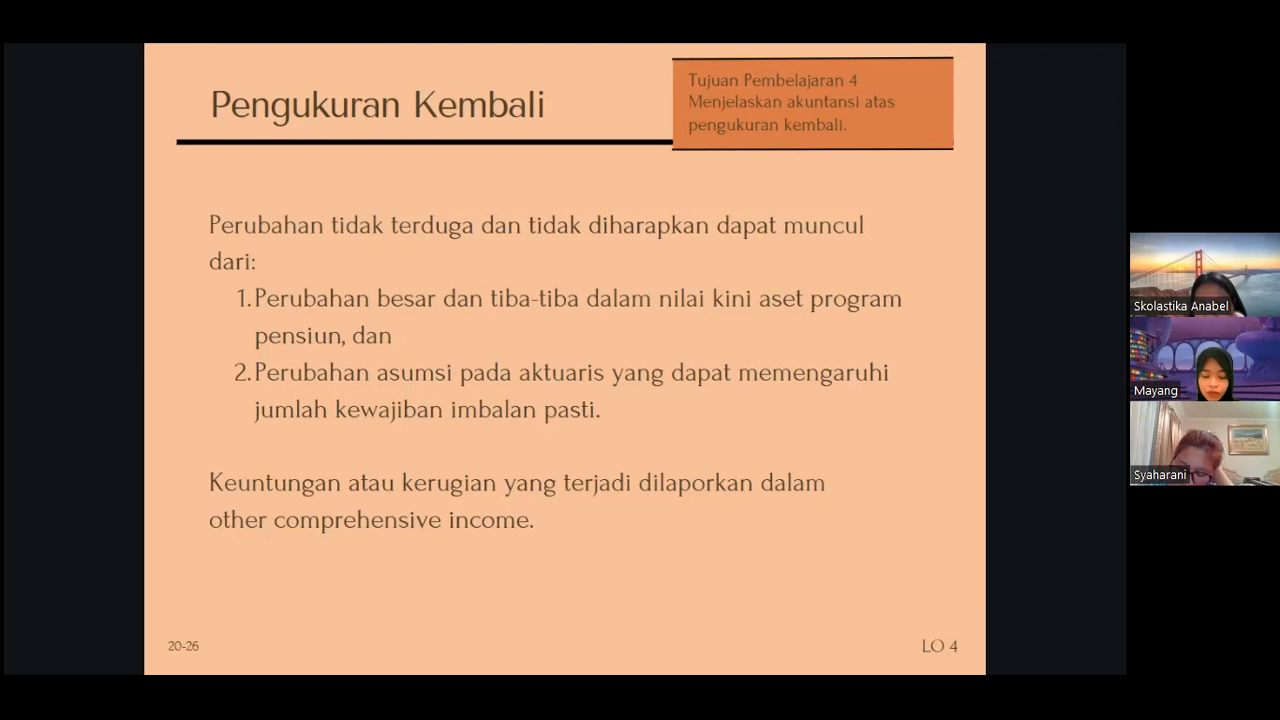 Pengukuran Kembali
Tujuan Pembelajaran 4
Menjelaskan akuntansi atas
pengukuran kembali.
Perubahan tidak terduga dan tidak diharapkan dapat muncul
dari:
1. Perubahan besar dan tiba-tiba dalam nilai kini aset program
pensiun, dan
2. Perubahan asumsi pada aktuaris yang dapat memengaruhi
jumlah kewajiban imbalan pasti.
Keuntungan atau kerugian yang terjadi dilaporkan dalam
other comprehensive income.
20-26
LO 4
Skolastika Anabel
Mayang
Syaharani